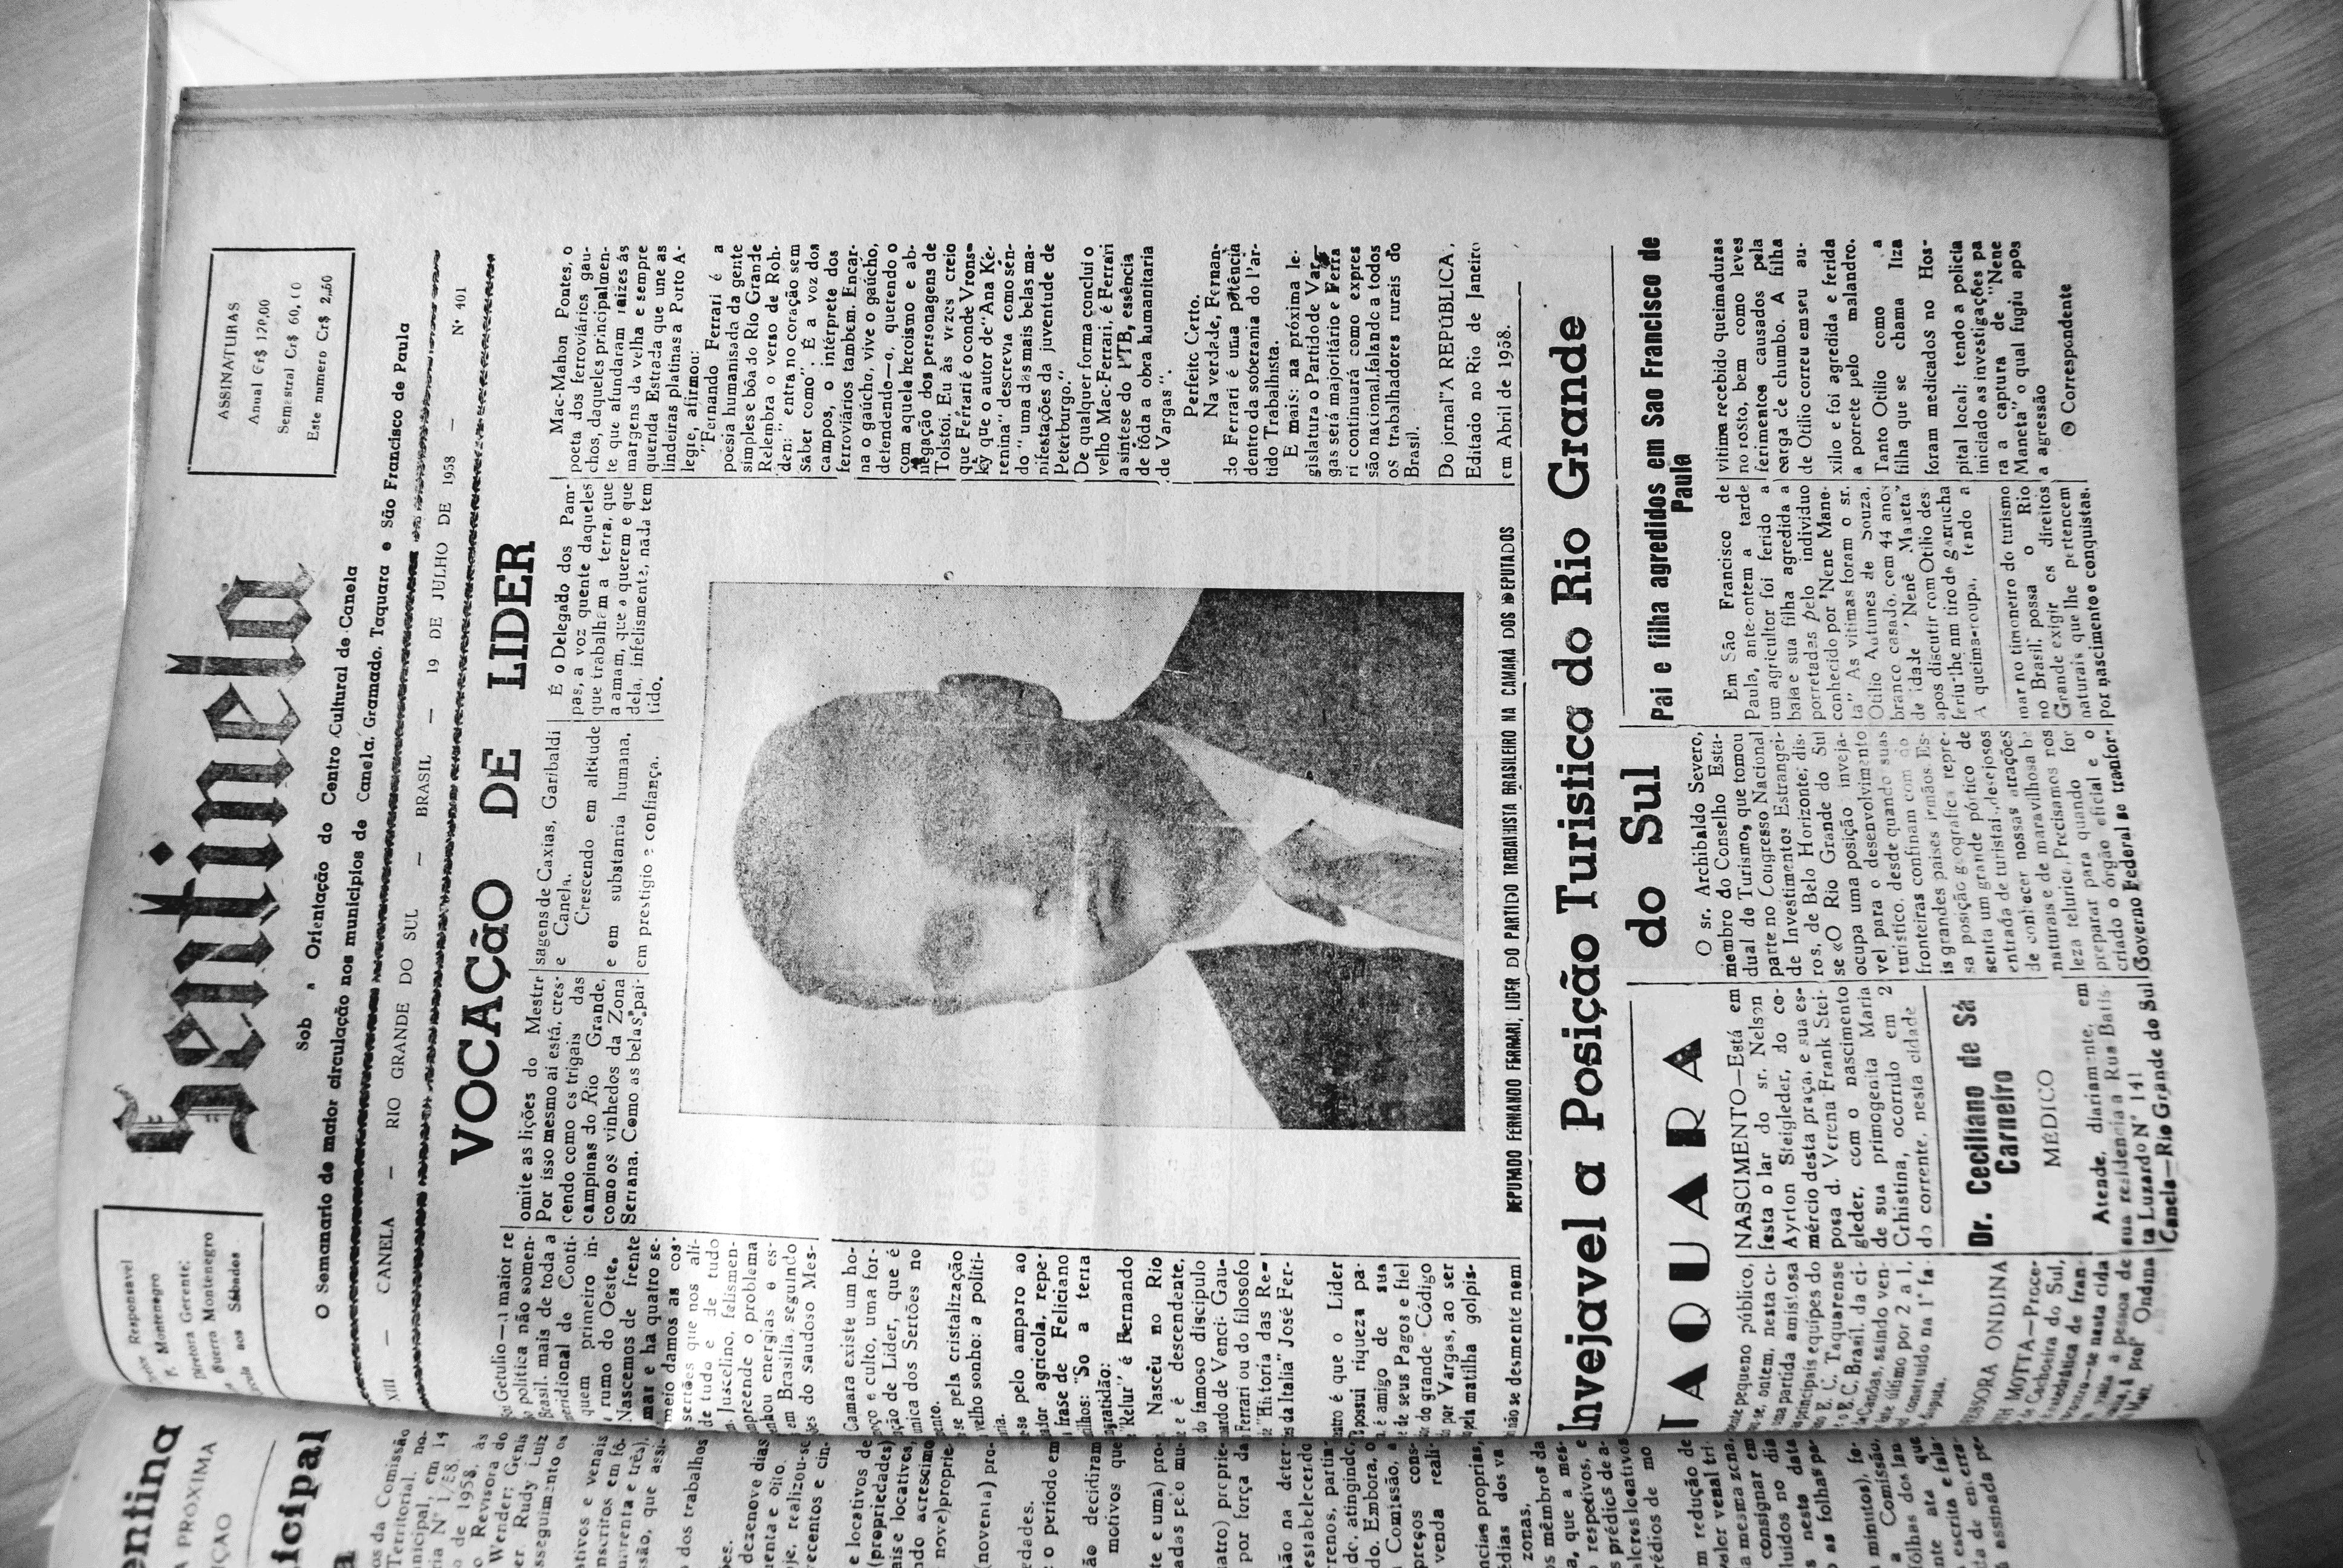 entina
A PRÓXIMA
IÇÃO
icipal
a
os da Comissão
Territorial, no-
nicipal, em 14
ria Nº 1/58.
o de 1958, às
o Revisora do
Wender; Genis
er Rudy Luiz
sseguimento os
ativos e venais
nscritos em fô-
uarenta e três),
ssão, que assi-
dos trabalhos
ões.
dezenove dias
uenta e oito.
oje, realizou-se
recentos e cin-
e locativos de
(propriedades)
ais e locativos,
ndo acrescimo
nove)proprie-
(noventa) pro-
edades.
e o periodo em
ão decidiram
motivos que
te e uma) pro-
adas pelo mu-
atro) proprie-
por força da
são na deter-
estabelecendo
rrenos, partin-
do, atingindo,
do. Embora, o
Comissão, a
preços cons-
venda reali-
ncias proprias,
édias dos va
zonas.
os mêmbros da
a, que a mes-
respetivos, e
s prédios de a-
alores locativos
rédios de mo
m redução de
valor venal tri-
a mesma zona,
consignar em
luidos no dia
s nesta data
o as folhas pa-
minutos), fo-
a Comissão,
fôlhas dos lan
nte ata que
escrita e fala-
da de encerra-
assinada pe-
Diretor Responsavel
P. Montenegro
Diretora Gerente:
Guerra Montenegro
Circula aos Sábados
Sentinela
ASSINATURAS
Anual Cr$ 120,00
Semestral Cr$ 60,00
Este numero Cr$ 2,50
Sob a Orientação do Centro Cultural de Canela
O Semanario de maior circulação nos municipios de Canela, Gramado, Taquara e São Francisco de Paula
XIII — CANELA — RIO GRANDE DO SUL — BRASIL — 19 DE JULHO DE 1958 — Nº 401
VOCAÇãO DE LIDER
Getulio—a maior re
politica não somen-
Brasil. mais de toda a
meridional de Conti-
quem primeiro in-
rumo do Oeste.
Nascemos de frente
mar e ha quatro se-
meio damos as cos-
sertões que nos ali-
de tudo e de tudo
Juscelino, felismen-
mpreende o problema
enhou energias e es-
em Brasilia, seguindo
ões do saudoso Mes-
Camara existe um ho-
oço e culto, uma for-
ação de Lider, que é
unica dos Sertões no
ento.
se pela cristalização
velho sonho: a politi-
aria.
-se pelo amparo ao
ador agricola, repe-
frase de Feliciano
ilhos: "So a terra
ngratidão:
"Relur" é Fernando
Nasceu no Rio
e é descendente,
do famoso discipulo
nardo de Venci: Gau-
Ferrari ou do filosofo
de "Historia das Re-
es da Italia" José Fer-
entro é que o Lider
possui riqueza pa-
é amigo de sua
e de seus Pagos e fiel
or do grande Código
do por Vargas, ao ser
pela matilha golpis-
não se desmente nem
omite as lições do Mestre
Por isso mesmo aí está, cres-
cendo como os trigais das
campinas do Rio Grande,
como os vinhedos da Zona
Serrana. Como as belas pai-
sagens de Caxias, Garibaldi
e Canela.
Crescendo em altitude
e em substancia humana,
em prestigio e confiança.
É o Delegado dos Pam-
pas, a voz quente daqueles
que trabalham a terra, que
a amam, que a querem e que
dela, infelismente, nada tem
tido.
DEPUTADO FERNANDO FERRARI, LIDER DO PARTIDO TRABALHISTA BRASILEIRO NA CAMARA DOS DEPUTADOS
Mac-Mahon Pontes, o
poeta dos ferroviários gau-
chos, daqueles principalmen-
te que afundaram raizes ás
margens da velha e sempre
querida Estrada que une as
lindeiras platinas a Porto A-
legre, afirmou:
"Fernando Ferrari é a
poesia humanisada da gente
simples e bôa do Rio Grande
Relembra o verso de Roh-
den: " entra no coração sem
saber como". É a voz dos
campos, o intérprete dos
ferroviários tambem. Encar-
na o gaúcho, vive o gaúcho,
detendendo—o, querendo o
com aquele heroismo e ab-
negação dos personagens de
Tolstoi. Eu às vezes creio
que Ferrari é o conde Vrons-
ky que o autor de "Ana Ke-
renina" descrevia como sen-
do " uma das mais belas ma-
nifestações da juventude de
Peterburgo."
De qualquer forma conclui o
velho Mac-Ferrari, é Ferrari
a sintese do PTB, essência
de tôda a obra humanitaria
de Vargas ".
Perfeito Certo.
Na verdade, Fernan-
do Ferrari é uma potência
dentro da soberania do Par-
tido Trabalhista.
E mais: na próxima le-
gislatura o Partido de Var-
gas será majoritário e Ferra
ri continuará como expres
são nacional, falando a todos
os trabalhadores rurais do
Brasil.
Do jornal "A REPÚBLICA,
Editado no Rio de Janeiro
em Abril de 1958.
Invejavel a Posição Turistica do Rio Grande
do Sul
TAQUARA
pequeno público,
ou-se, ontem, nesta ci-
uma partida amistosa
principais equipes do
E. C. Taquarense
e o E. C. Brasil, da ci-
de Canôas, saindo ven-
este último por 2 a 1,
construido na 1ª fa-
disputa.
ESSORA ONDINA
MOTTA—Proce-
de Cachoeira do Sul,
catedrática de fran-
encontro—se nesta cida
visita a pessoa de
a profª Ondina
Mott.
NASCIMENTO—Está em
festa o lar do sr. Nelson
Ayrton Steigleder, do co-
mércio desta praça, e sua es-
posa d. Verena Frank Stei-
gleder, com o nascimento
de sua primogenita Maria
Crhistina, ocorrido em 2
do corrente, nesta cidade
Dr. Ceciliano de Sá
Carneiro
MÉDICO
Atende, diariamente, em
sua residencia a Rua Batis-
ta Luzardo Nº 141
Canela—Rio Grande do Sul
O sr. Archibaldo Severo,
membro do Conselho Esta-
dual de Turismo, que tomou
parte no Congresso Nacional
de Investimentos Estrangei-
ros, de Belo Horizonte, dis-
se «O Rio Grande do Sul
ocupa uma posição inveja-
vel para o desenvolvimento
turistico, desde quando suas
fronteiras confinam com do
is grandes paises irmãos. Es-
sa posição geografica repre-
senta um grande pórtico de
entrada de turistas, desejosos
de conhecer nossas atrações
naturais e de maravilhosa be
leza telurica. Precisamos nos
preparar para quando for
criado o órgão oficial e o
Governo Federal se tranfor-
mar no timoneiro do turismo
no Brasil; possa o Rio
Grande exigir os direitos
naturais que lhe pertencem
por nascimento e conquistas.
Pai e filha agredidos em Sao Francisco de
Paula
Em São Francisco de
Paula, ante-ontem a tarde
um agricultor foi ferido a
bala e sua filha agredida a
porretadas pelo individuo
conhecido por "Nene Mane-
ta" As vitimas foram o sr.
Otilio Antunes de Souza,
branco casado, com 44 anos
de idade "Nenê Maneta"
apos discutir com Otilio des
feriu-lhe nm tiro de garrucha
A queima-roupa, tendo a
vitima recebido queimaduras
no rosto, bem como leves
ferimentos causados pela
carga de chumbo. A filha
de Otilio correu em seu au-
xilio e foi agredida e ferida
a porrete pelo malandro.
Tanto Otilio como a
filha que se chama Ilza
foram medicados no Hos-
pital local; tendo a policia
iniciado as investigações pa
ra a captura de "Nene
Maneta" o qual fugiu apos
a agressão
O Correspondente